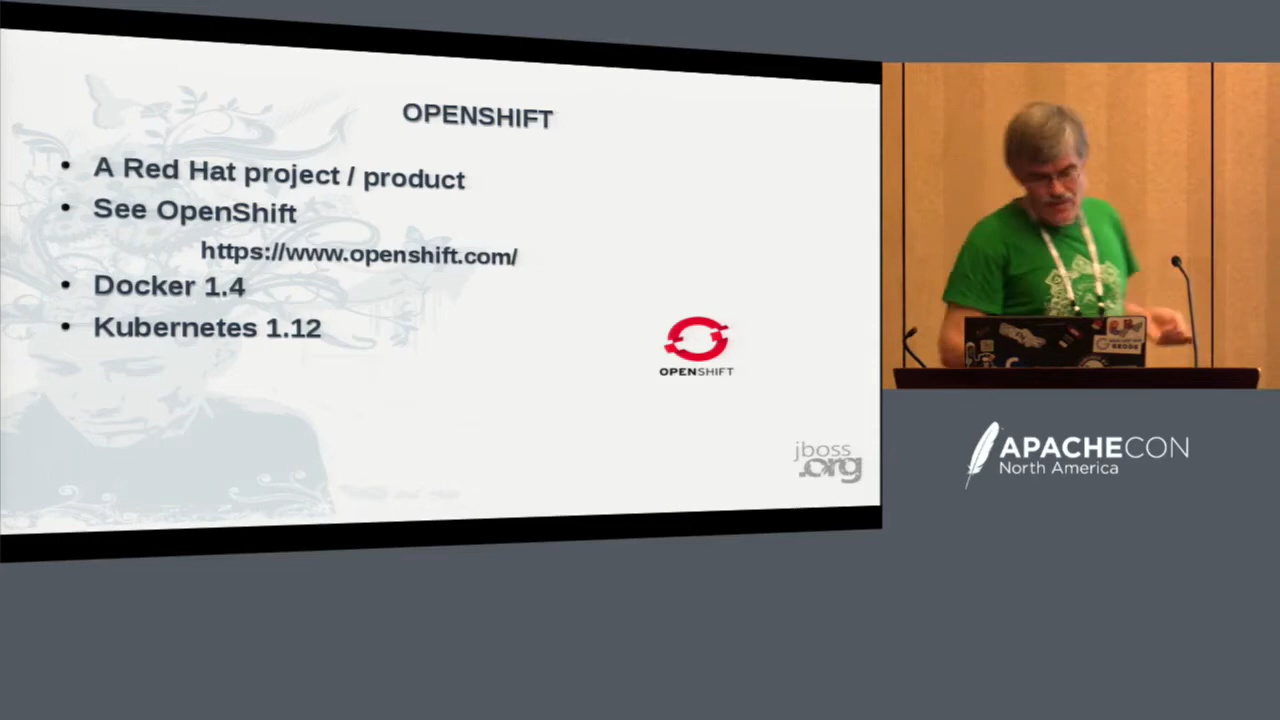 OPENSHIFT
• A Red Hat project / product
• See OpenShift
https://www.openshift.com/
• Docker 1.4
• Kubernetes 1.12
OPENSHIFT
jboss
.org
APACHECON
North America